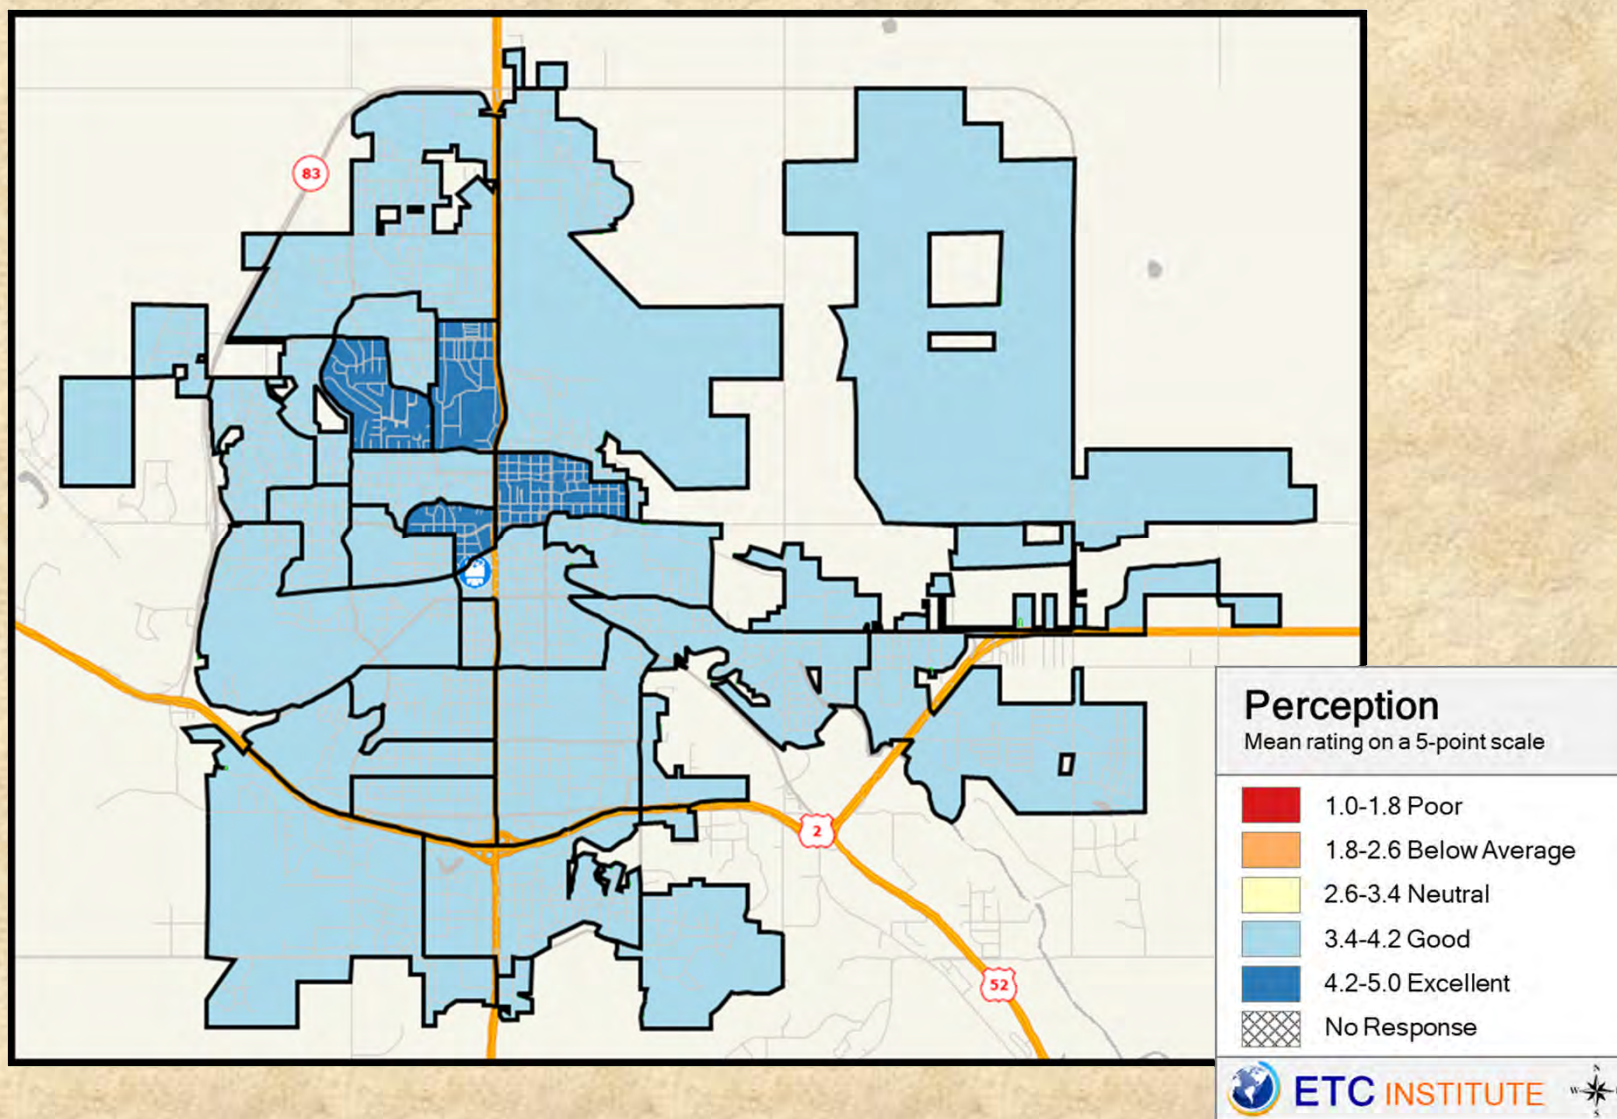 83
2
52
Perception
Mean rating on a 5-point scale
1.0-1.8 Poor
1.8-2.6 Below Average
2.6-3.4 Neutral
3.4-4.2 Good
4.2-5.0 Excellent
No Response
ETC INSTITUTE
N
W
S